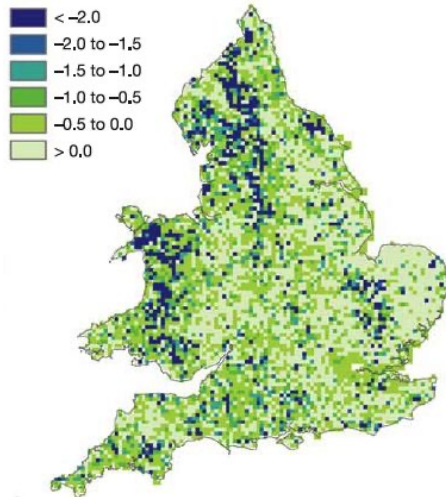 < –2.0
–2.0 to –1.5
–1.5 to –1.0
–1.0 to –0.5
–0.5 to 0.0
> 0.0